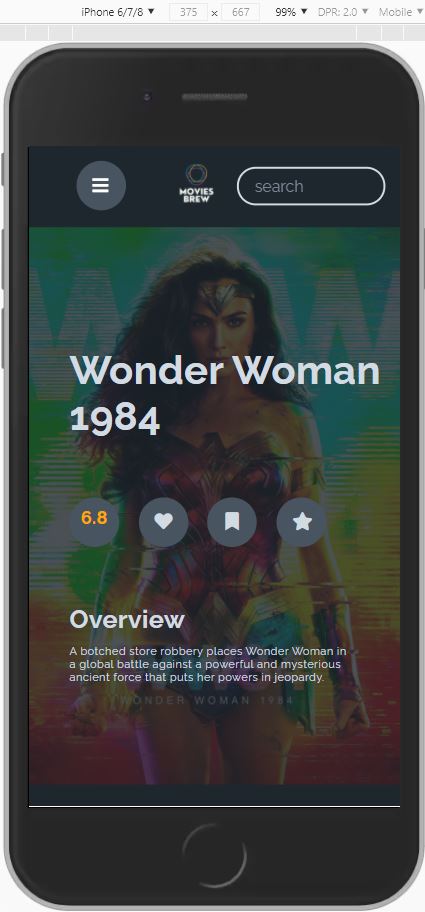 iPhone 6/7/8 ▼ 375 x 667 99% ▼ DPR: 2.0 ▼ Mobile ▼
MOVIES
BREW
search
Wonder Woman
1984
6.8
Overview
A botched store robbery places Wonder Woman in
a global battle against a powerful and mysterious
ancient force that puts her powers in jeopardy.
WONDER WOMAN 1984